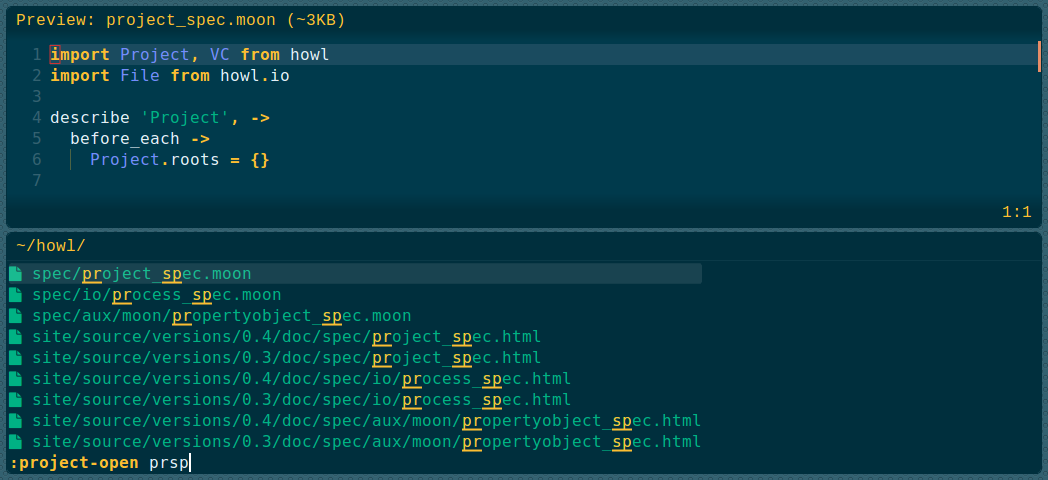 Preview: project_spec.moon (~3KB)
1 import Project, VC from howl
2 import File from howl.io
3
4 describe 'Project', ->
5   before_each ->
6     Project.roots = {}
7
1:1
~/howl/
spec/project_spec.moon
spec/io/process_spec.moon
spec/aux/moon/propertyobject_spec.moon
site/source/versions/0.4/doc/spec/project_spec.html
site/source/versions/0.3/doc/spec/project_spec.html
site/source/versions/0.4/doc/spec/io/process_spec.html
site/source/versions/0.3/doc/spec/io/process_spec.html
site/source/versions/0.4/doc/spec/aux/moon/propertyobject_spec.html
site/source/versions/0.3/doc/spec/aux/moon/propertyobject_spec.html
:project-open prsp